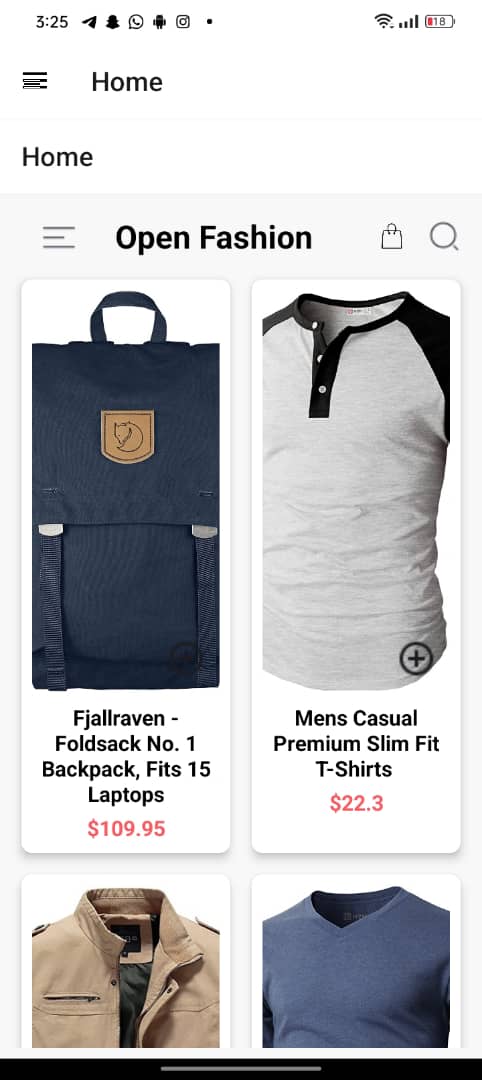 3:25
18
Home
Home
Open Fashion
Fjallraven -
Foldsack No. 1
Backpack, Fits 15
Laptops
$109.95
Mens Casual
Premium Slim Fit
T-Shirts
$22.3